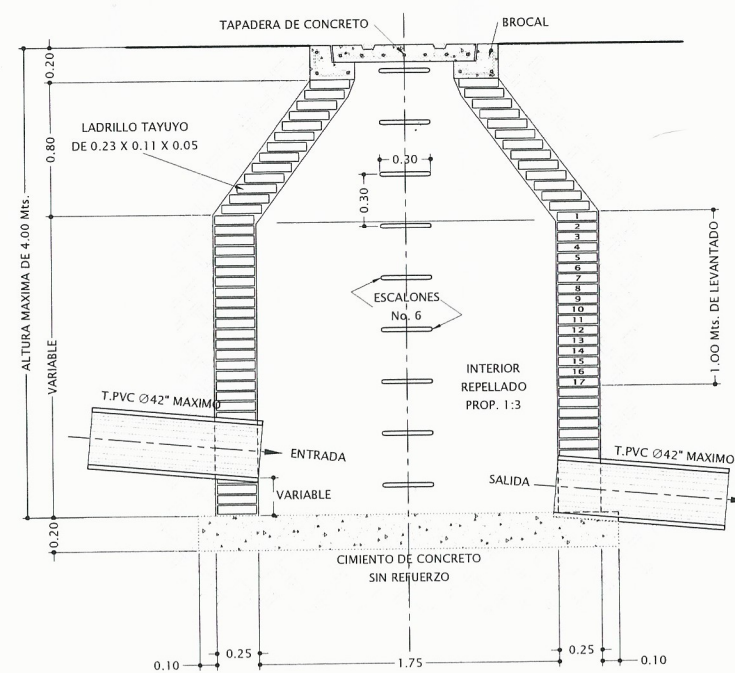 TAPADERA DE CONCRETO
BROCAL
0.20
LADRILLO TAYUYO
DE 0.23 X 0.11 X 0.05
0.80
0.30
0.30
ALTURA MAXIMA DE 4.00 Mts.
VARIABLE
1
2
3
4
5
6
7
8
9
10
11
12
13
14
15
16
17
1.00 Mts. DE LEVANTADO
ESCALONES
No. 6
INTERIOR
REPELLADO
PROP. 1:3
T.PVC Ø42" MAXIMO
ENTRADA
T.PVC Ø42" MAXIMO
SALIDA
VARIABLE
0.20
CIMIENTO DE CONCRETO
SIN REFUERZO
0.10
0.25
1.75
0.25
0.10